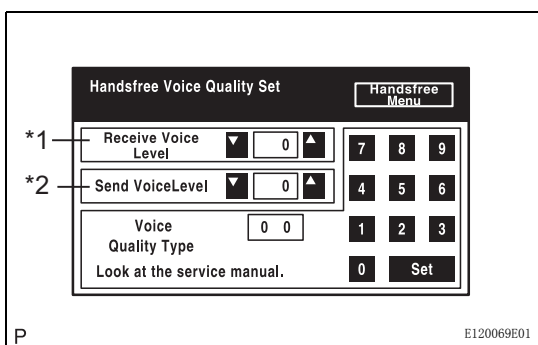 Handsfree Voice Quality Set
Handsfree
Menu
*1
Receive Voice
Level
▼ 0 ▲
*2
Send VoiceLevel
▼ 0 ▲
Voice
Quality Type
0 0
Look at the service manual.
7 8 9
4 5 6
1 2 3
0 Set
P
E120069E01